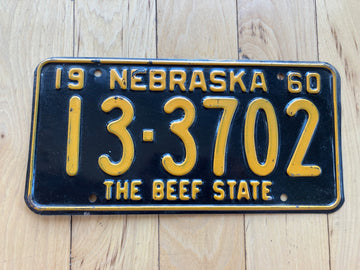 19 NEBRASKA 60
13-3702
THE BEEF STATE